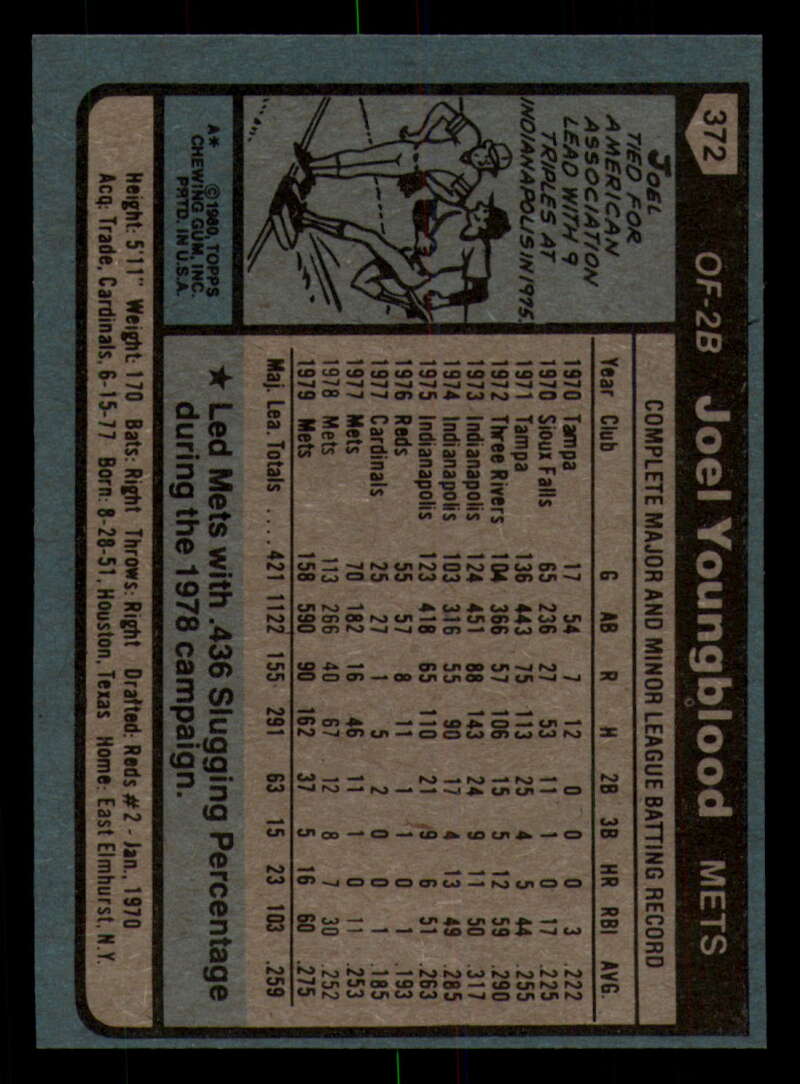 372 OF-2B Joel Youngblood METS
JOEL
TIED FOR
AMERICAN
ASSOCIATION
LEAD WITH 9
TRIPLES AT
INDIANAPOLIS IN 1975.
A* ©1980, TOPPS
CHEWING GUM, INC.
PRTD. IN U.S.A.
COMPLETE MAJOR AND MINOR LEAGUE BATTING RECORD
Year Club G AB R H 2B 3B HR RBI AVG.
1970 Tampa 17 54 7 12 0 0 0 3 .222
1970 Sioux Falls 65 236 27 53 11 1 0 17 .225
1971 Tampa 136 443 75 113 25 4 5 44 .255
1972 Three Rivers 104 366 57 106 15 5 12 59 .290
1973 Indianapolis 124 451 88 143 24 9 11 50 .317
1974 Indianapolis 103 316 55 90 17 4 13 49 .285
1975 Indianapolis 123 418 65 110 21 9 6 51 .263
1976 Reds 55 57 8 11 1 1 0 1 .193
1977 Cardinals 25 27 1 5 2 0 0 1 .185
1977 Mets 70 182 16 46 11 1 0 11 .253
1978 Mets 113 266 40 67 12 8 7 30 .252
1979 Mets 158 590 90 162 37 5 16 60 .275
Maj. Lea. Totals .... 421 1122 155 291 63 15 23 103 .259
★ Led Mets with .436 Slugging Percentage
during the 1978 campaign.
Height: 5'11" Weight: 170 Bats: Right Throws: Right Drafted: Reds #2 - Jan., 1970
Acq: Trade, Cardinals, 6-15-77 Born: 8-28-51, Houston, Texas Home: East Elmhurst, N.Y.